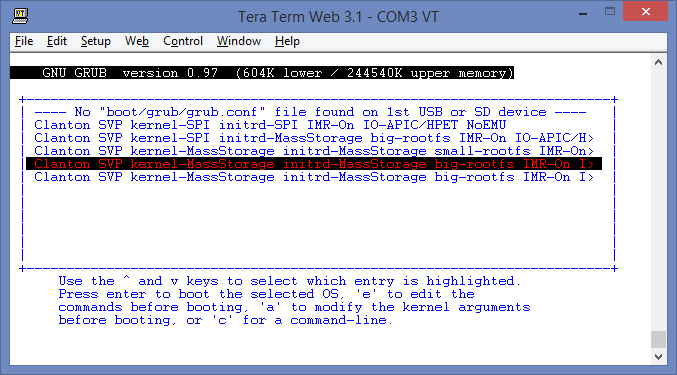 Tera Term Web 3.1 - COM3 VT
File Edit Setup Web Control Window Help
GNU GRUB version 0.97 (604K lower / 244540K upper memory)
---- No "boot/grub/grub.conf" file found on 1st USB or SD device ----
Clanton SVP kernel-SPI initrd-SPI IMR-On IO-APIC/HPET NoEMU
Clanton SVP kernel-SPI initrd-MassStorage big-rootfs IMR-On IO-APIC/H>
Clanton SVP kernel-MassStorage initrd-MassStorage small-rootfs IMR-On>
Clanton SVP kernel-MassStorage initrd-MassStorage big-rootfs IMR-On I>
Clanton SVP kernel-MassStorage initrd-MassStorage big-rootfs IMR-On I>
Use the ^ and v keys to select which entry is highlighted.
Press enter to boot the selected OS, 'e' to edit the
commands before booting, 'a' to modify the kernel arguments
before booting, or 'c' for a command-line.